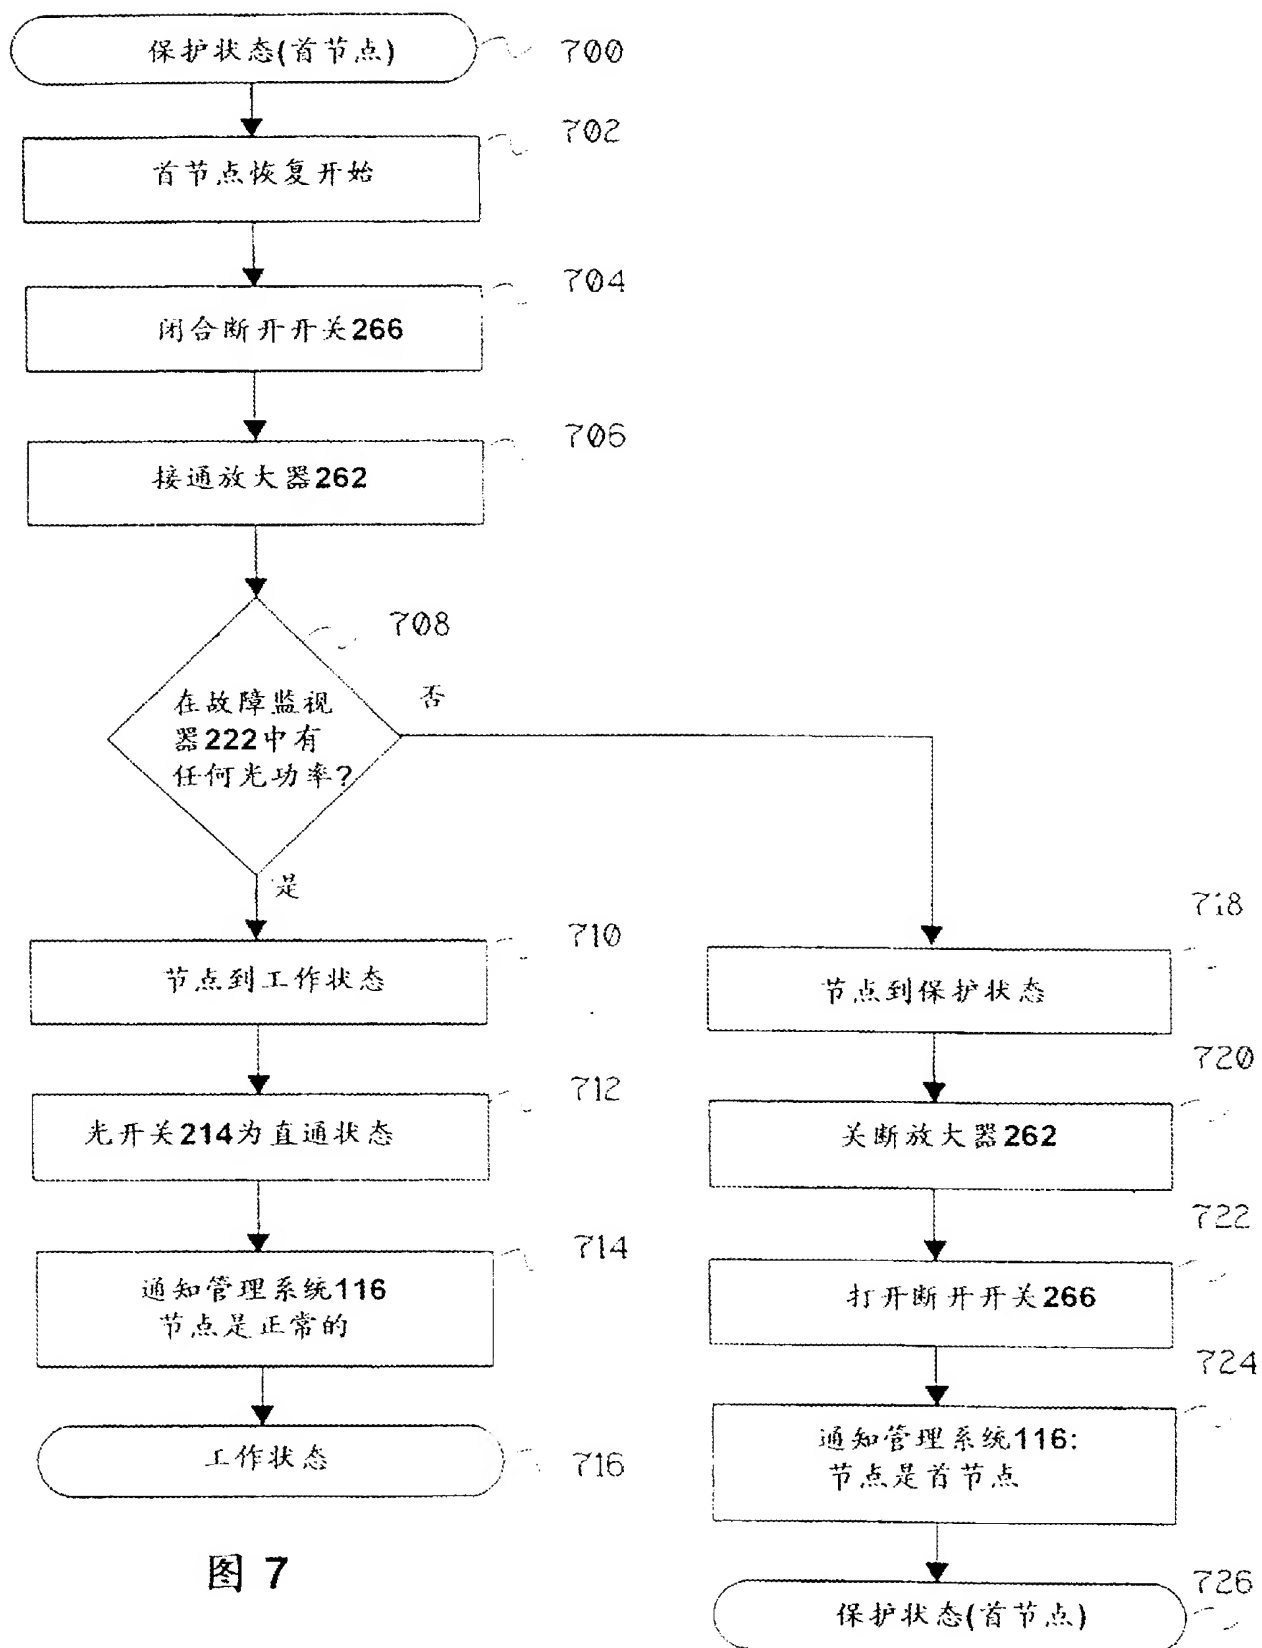 保护状态(首节点)
700
702
首节点恢复开始
704
闭合断开开关266
706
接通放大器262
708
在故障监视
器222中有
任何光功率?
否
是
710
节点到工作状态
712
光开关214为直通状态
714
通知管理系统116
节点是正常的
工作状态
716
718
节点到保护状态
720
关断放大器262
722
打开断开开关266
724
通知管理系统116:
节点是首节点
726
保护状态(首节点)
图 7